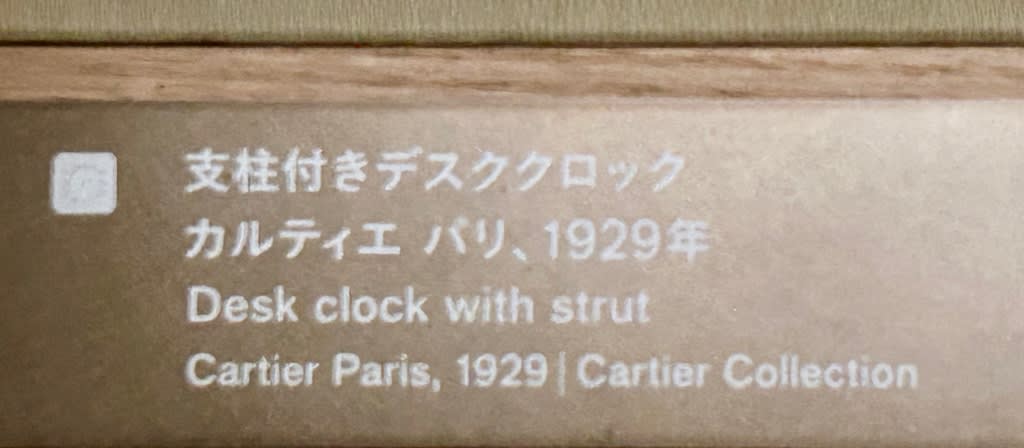 支柱付きデスククロック
カルティエ パリ、1929年
Desk clock with strut
Cartier Paris, 1929 | Cartier Collection